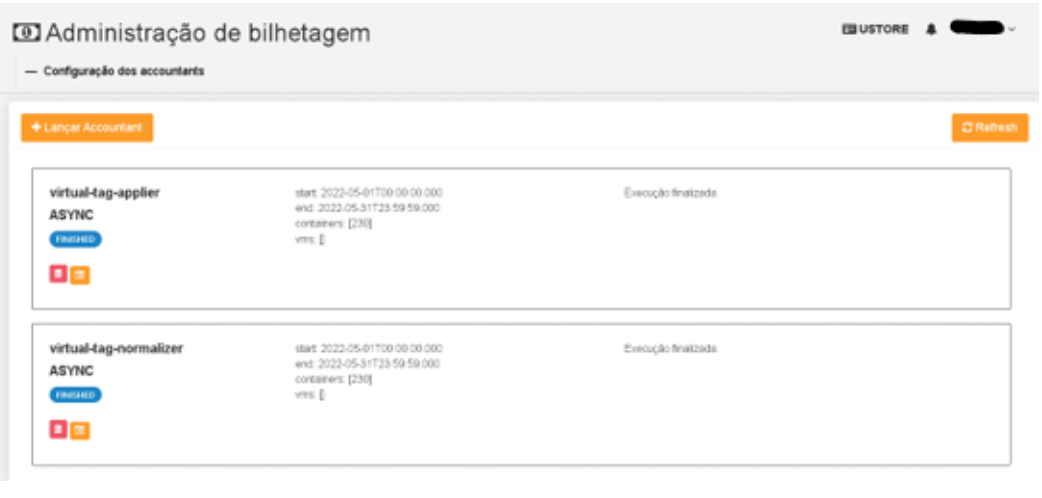 Administração de bilhetagem
USTORE
— Configuração dos accountants
+ Lançar Accountant
Refresh
virtual-tag-applier
ASYNC
FINISHED
start: 2022-05-01T00:00:00.000
end: 2022-05-31T23:59:59.000
containers: [230]
vms: []
Execução finalizada.
virtual-tag-normalizer
ASYNC
FINISHED
start: 2022-05-01T00:00:00.000
end: 2022-05-31T23:59:59.000
containers: [230]
vms: []
Execução finalizada.